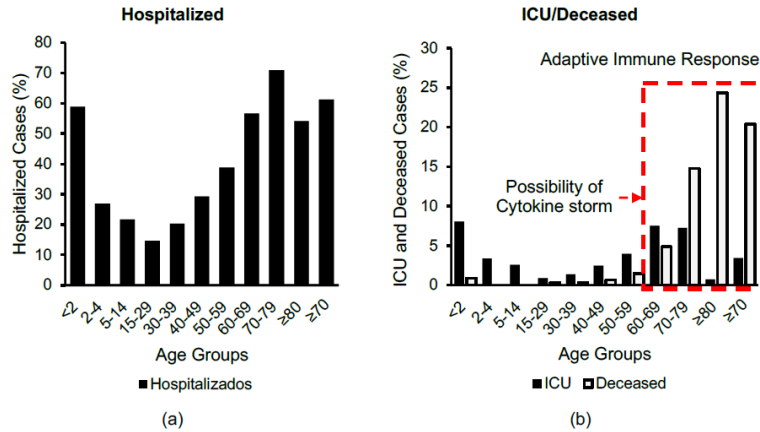 Hospitalized
80
70
60
50
40
30
20
10
0
Hospitalized Cases (%)
<2
2-4
5-14
15-29
30-39
40-49
50-59
60-69
70-79
≥80
≥70
Age Groups
Hospitalizados
(a)
ICU/Deceased
30
25
20
15
10
5
0
ICU and Deceased Cases (%)
Adaptive Immune Response
Possibility of
Cytokine storm
<2
2-4
5-14
15-29
30-39
40-49
50-59
60-69
70-79
≥80
≥70
Age Groups
ICU Deceased
(b)